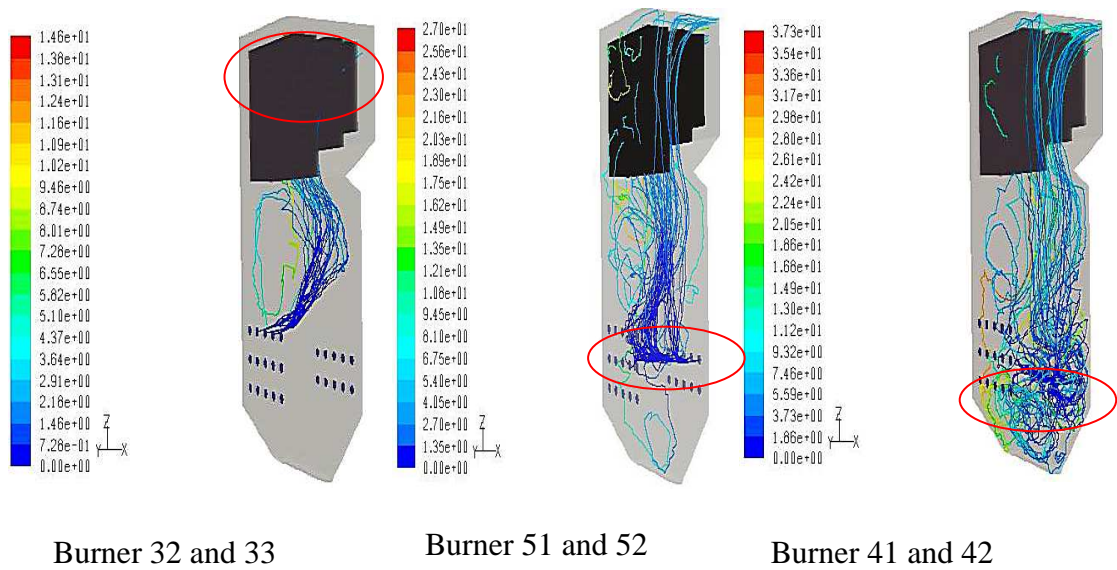 1.46e+01
1.38e+01
1.31e+01
1.24e+01
1.16e+01
1.09e+01
1.02e+01
9.46e+00
8.74e+00
8.01e+00
7.28e+00
6.55e+00
5.82e+00
5.10e+00
4.37e+00
3.64e+00
2.91e+00
2.18e+00
1.46e+00
7.28e-01
0.00e+00
Z
Y X
2.70e+01
2.56e+01
2.43e+01
2.30e+01
2.16e+01
2.03e+01
1.89e+01
1.75e+01
1.62e+01
1.49e+01
1.35e+01
1.21e+01
1.08e+01
9.45e+00
8.10e+00
6.75e+00
5.40e+00
4.05e+00
2.70e+00
1.35e+00
0.00e+00
Z
Y X
3.73e+01
3.54e+01
3.36e+01
3.17e+01
2.98e+01
2.80e+01
2.61e+01
2.42e+01
2.24e+01
2.05e+01
1.86e+01
1.68e+01
1.49e+01
1.30e+01
1.12e+01
9.32e+00
7.46e+00
5.59e+00
3.73e+00
1.86e+00
0.00e+00
Z
Y X
Burner 32 and 33
Burner 51 and 52
Burner 41 and 42